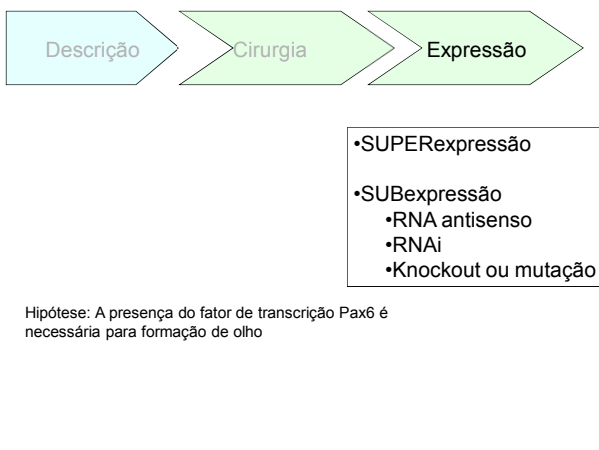 Descrição
Cirurgia
Expressão
•SUPERexpressão
•SUBexpressão
•RNA antisenso
•RNAi
•Knockout ou mutação
Hipótese: A presença do fator de transcrição Pax6 é
necessária para formação de olho